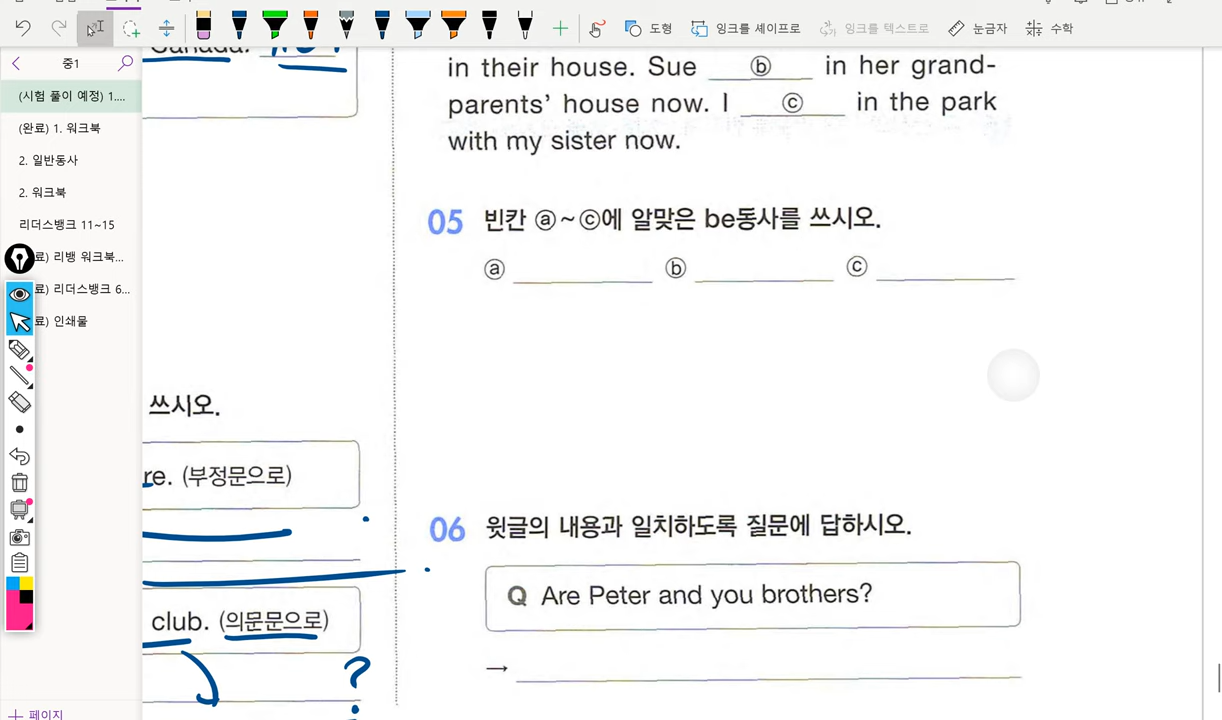 도형
잉크를 셰이프로
잉크를 텍스트로
눈금자
수학
중1
(시험 풀이 예정) 1....
(완료) 1. 워크북
2. 일반동사
2. 워크북
리더스뱅크 11~15
료) 리뱅 워크북...
료) 리더스뱅크 6...
료) 인쇄물
페이지
Canada.
쓰시오.
re. (부정문으로)
club. (의문문으로)
?
in their house. Sue ⓑ in her grand-
parents' house now. I ⓒ in the park
with my sister now.
05 빈칸 ⓐ~ⓒ에 알맞은 be동사를 쓰시오.
ⓐ ⓑ ⓒ
06 윗글의 내용과 일치하도록 질문에 답하시오.
Q Are Peter and you brothers?
→